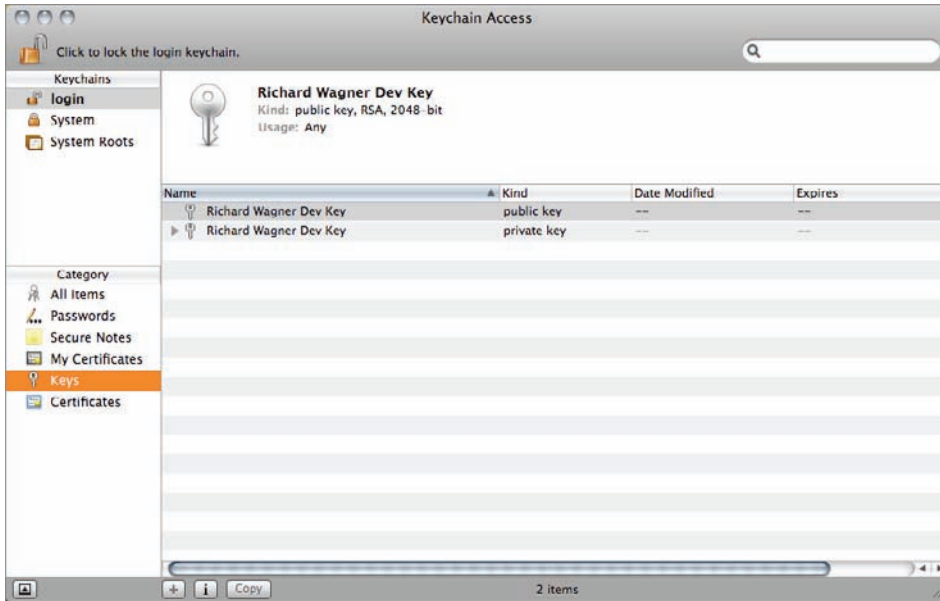 Keychain Access
Click to lock the login keychain.
Keychains
login
System
System Roots
Richard Wagner Dev Key
Kind: public key, RSA, 2048-bit
Usage: Any
Name Kind Date Modified Expires
Richard Wagner Dev Key public key -- --
Richard Wagner Dev Key private key -- --
Category
All Items
Passwords
Secure Notes
My Certificates
Keys
Certificates
+ i Copy 2 items